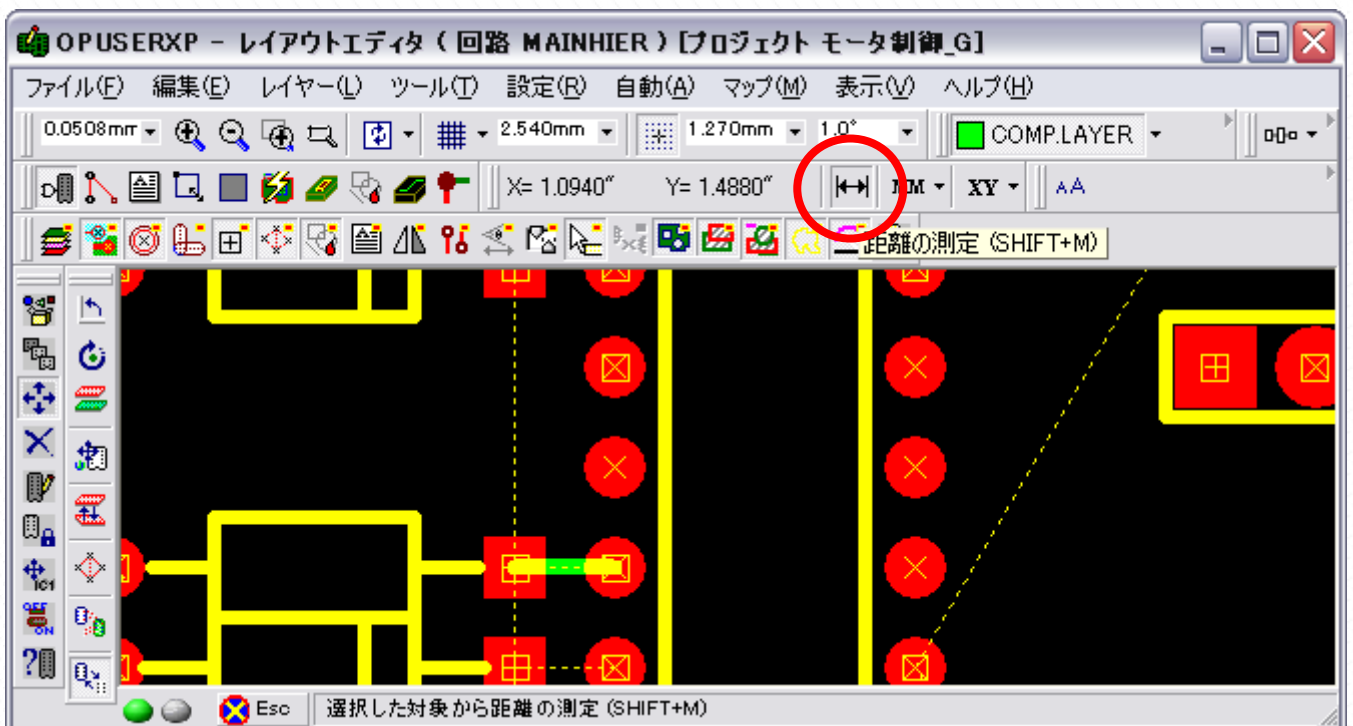 OPUSERXP - レイアウトエディタ ( 回路 MAINHIER ) [プロジェクト モータ制御_G]
ファイル(F) 編集(E) レイヤー(L) ツール(T) 設定(R) 自動(A) マップ(M) 表示(V) ヘルプ(H)
0.0508mm 2.540mm 1.270mm 1.0° COMP.LAYER
X= 1.0940" Y= 1.4880" MM XY AA
距離の測定 (SHIFT+M)
IC1
OFF
ON
Esc 選択した対象から距離の測定 (SHIFT+M)